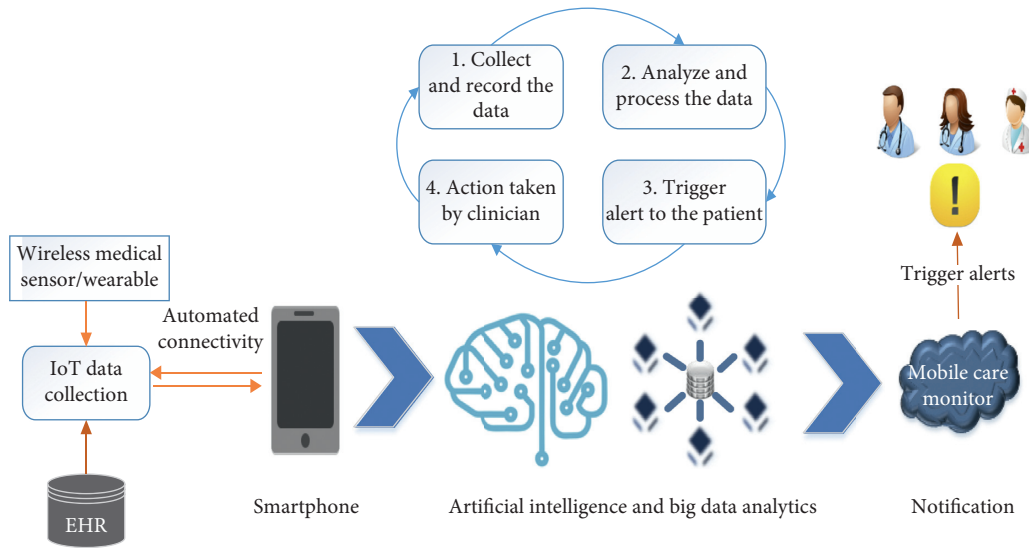 1. Collect
and record the
data
2. Analyze and
process the data
4. Action taken
by clinician
3. Trigger
alert to the patient
Wireless medical
sensor/wearable
Automated
connectivity
IoT data
collection
EHR
Smartphone
Artificial intelligence and big data analytics
!
Trigger alerts
Mobile care
monitor
Notification